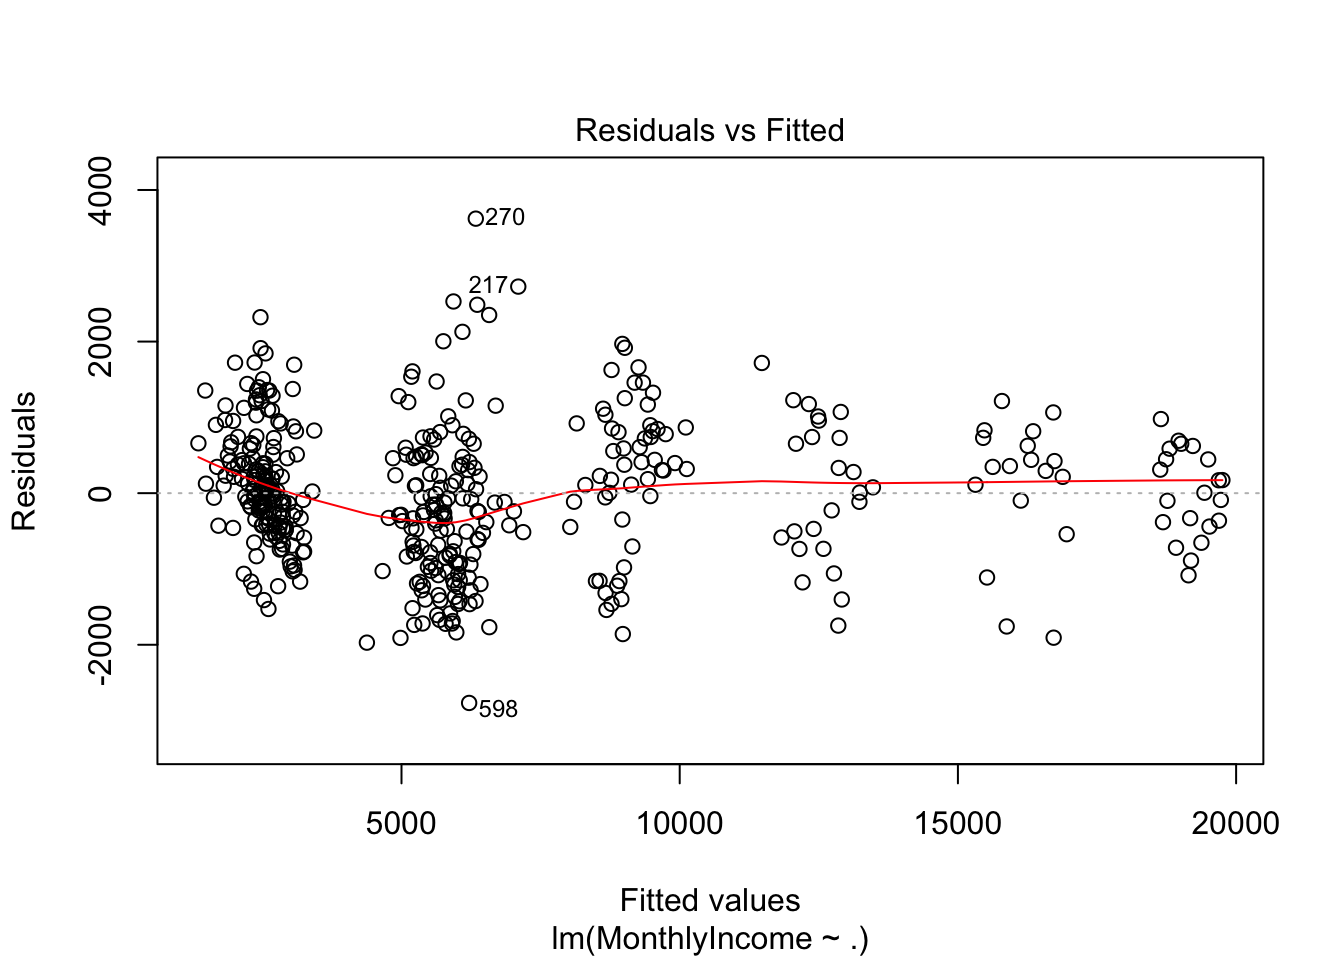 Residuals vs Fitted
Residuals
4000
2000
0
-2000
270
217
598
5000 10000 15000 20000
Fitted values
lm(MonthlyIncome ~ .)